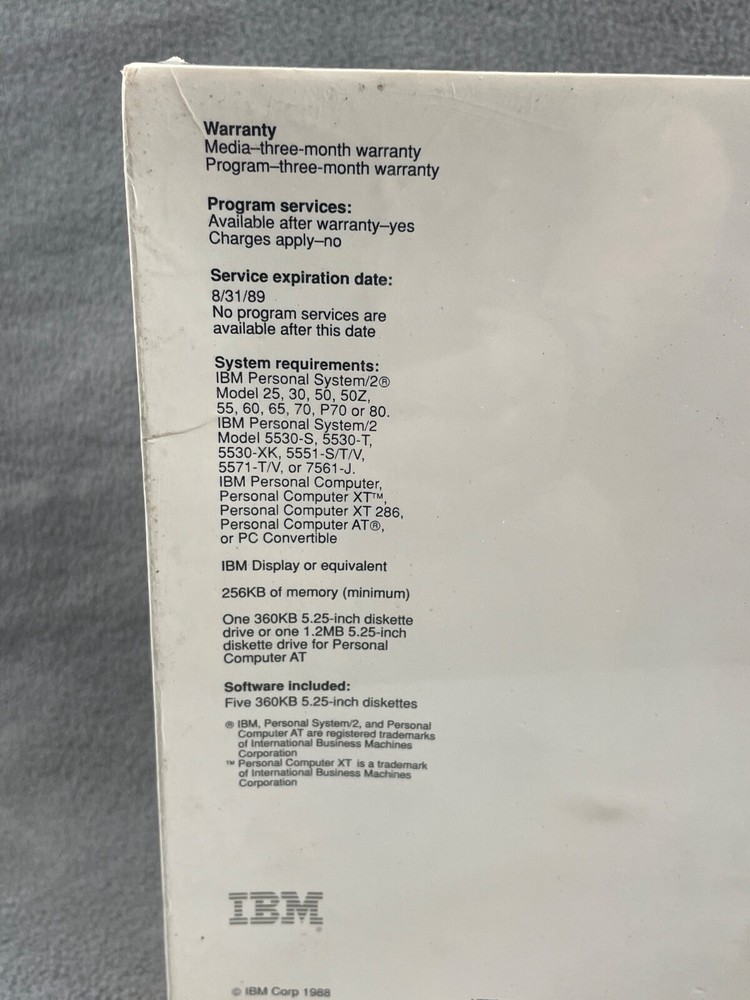 Warranty
Media–three-month warranty
Program–three-month warranty
Program services:
Available after warranty–yes
Charges apply–no
Service expiration date:
8/31/89
No program services are
available after this date
System requirements:
IBM Personal System/2®
Model 25, 30, 50, 50Z,
55, 60, 65, 70, P70 or 80.
IBM Personal System/2
Model 5530-S, 5530-T,
5530-XK, 5551-S/T/V,
5571-T/V, or 7561-J.
IBM Personal Computer,
Personal Computer XT™,
Personal Computer XT 286,
Personal Computer AT®,
or PC Convertible
IBM Display or equivalent
256KB of memory (minimum)
One 360KB 5.25-inch diskette
drive or one 1.2MB 5.25-inch
diskette drive for Personal
Computer AT
Software included:
Five 360KB 5.25-inch diskettes
® IBM, Personal System/2, and Personal
Computer AT are registered trademarks
of International Business Machines
Corporation
™ Personal Computer XT is a trademark
of International Business Machines
Corporation
IBM®
© IBM Corp 1988